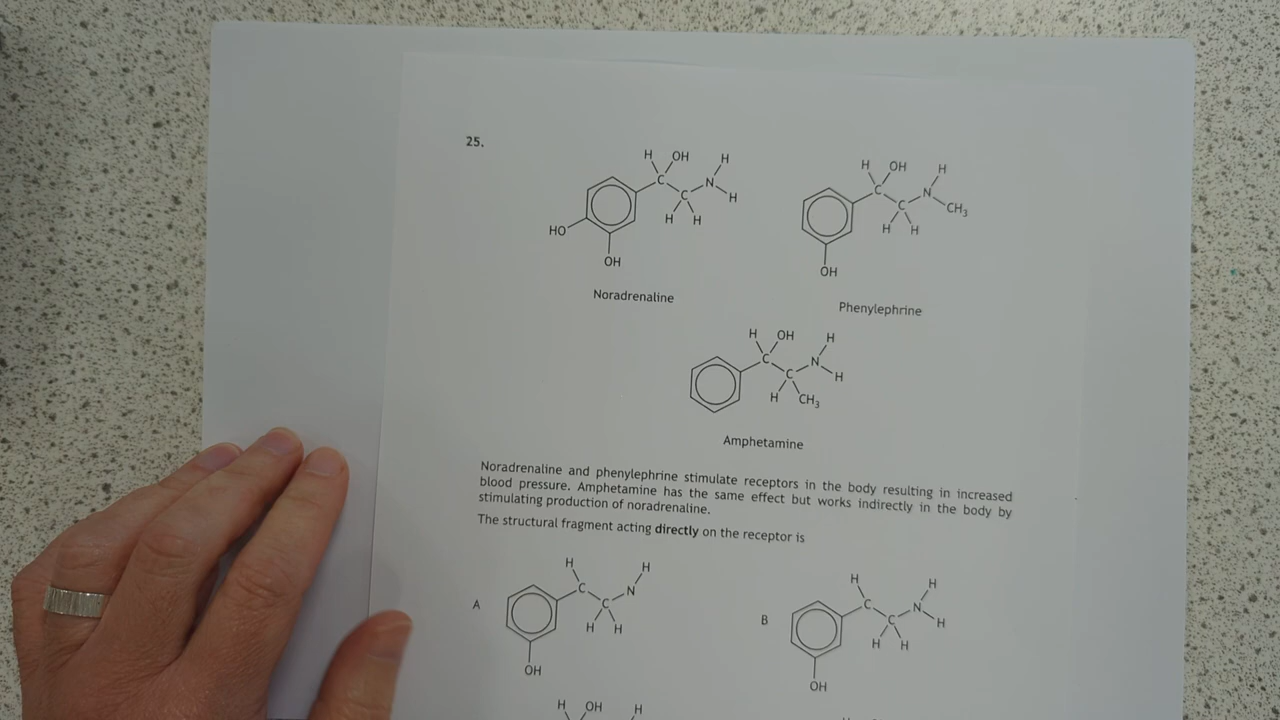 25.
H OH H
C N
C H
H H
HO
OH
Noradrenaline
H OH H
C N
C CH3
H H
OH
Phenylephrine
H OH H
C N
C H
H CH3
Amphetamine
Noradrenaline and phenylephrine stimulate receptors in the body resulting in increased
blood pressure. Amphetamine has the same effect but works indirectly in the body by
stimulating production of noradrenaline.
The structural fragment acting directly on the receptor is
A
H H
C N
C
H H
OH
B
H H
C N
C H
H H
OH
H OH H